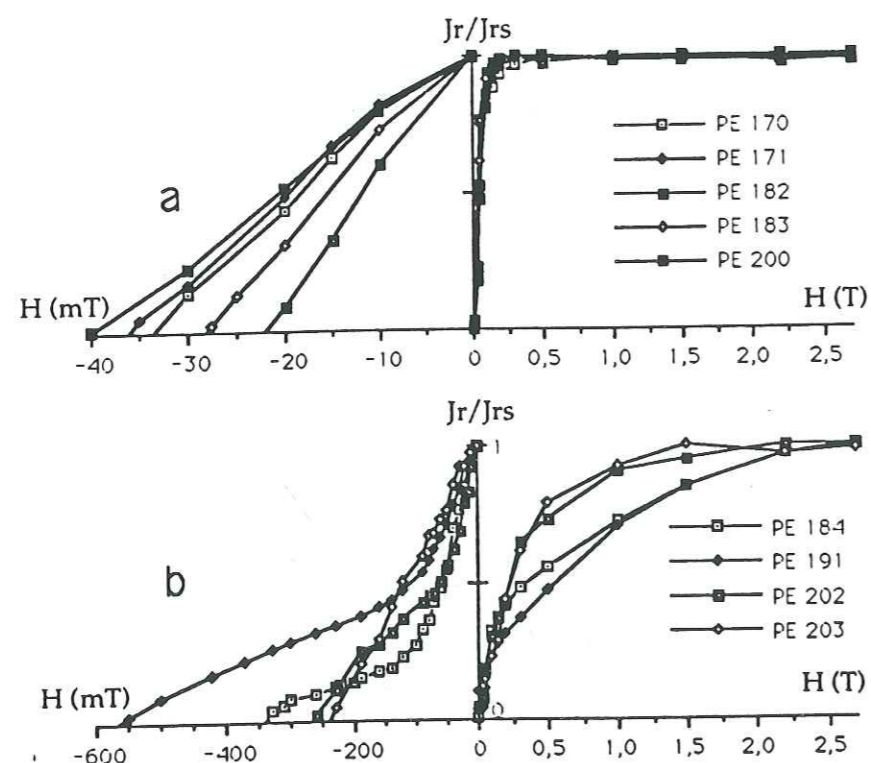 Jr/Jrs
PE 170
PE 171
a
PE 182
PE 183
PE 200
H (mT)
H (T)
-40 -30 -20 -10 0 0,5 1,0 1,5 2,0 2,5
Jr/Jrs
1
PE 184
PE 191
b
PE 202
PE 203
H (mT)
0
H (T)
-600 -400 -200 0 0,5 1,0 1,5 2,0 2,5